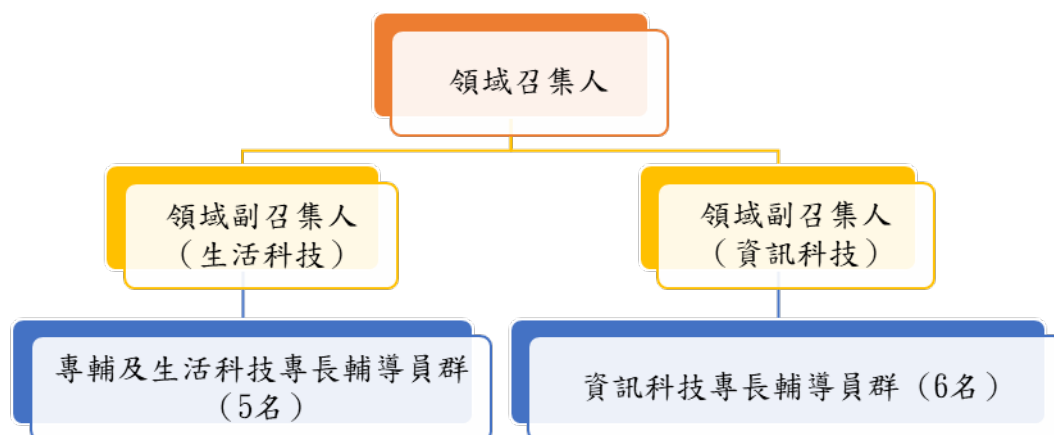 領域召集人
領域副召集人
（生活科技）
領域副召集人
（資訊科技）
專輔及生活科技專長輔導員群
（5名）
資訊科技專長輔導員群（6名）